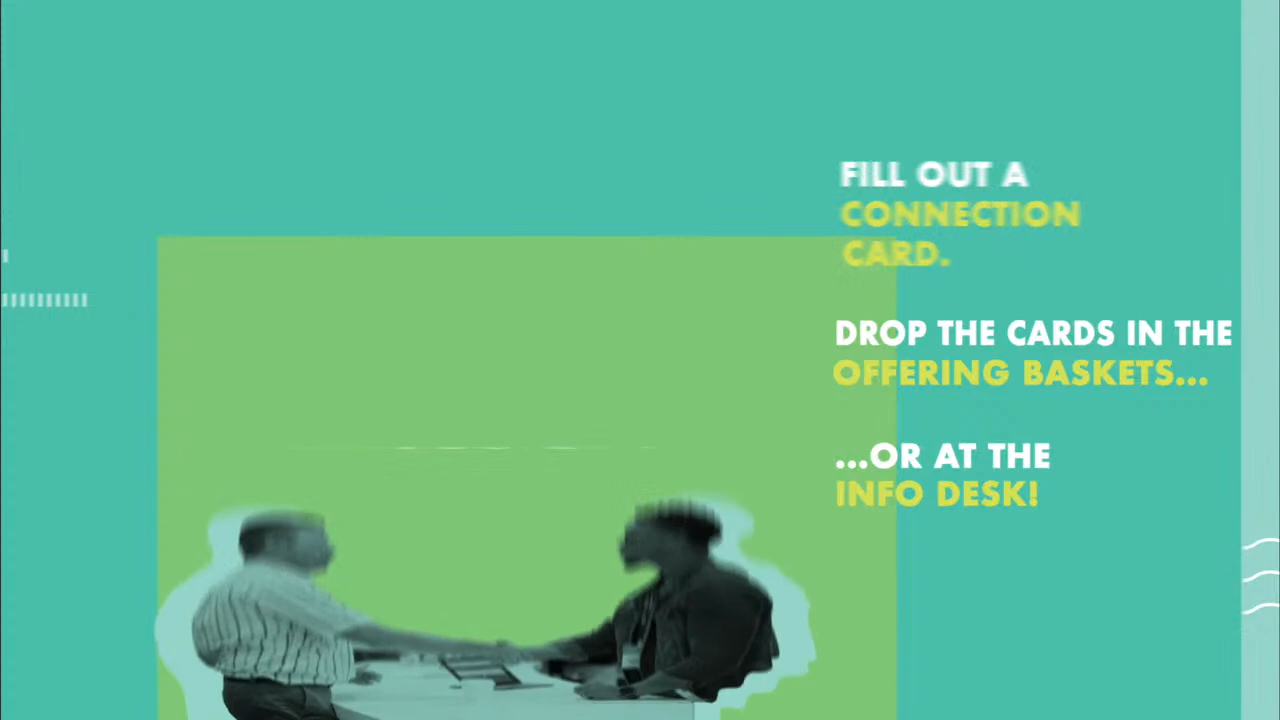 FILL OUT A
CONNECTION
CARD.
DROP THE CARDS IN THE
OFFERING BASKETS...
...OR AT THE
INFO DESK!